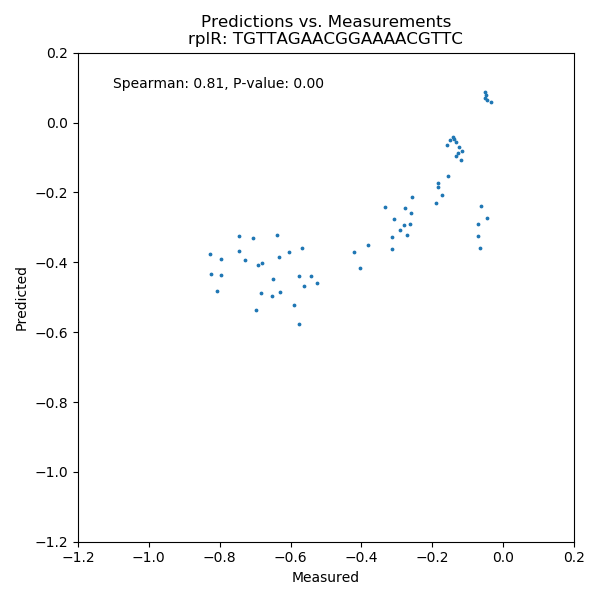 Predictions vs. Measurements
rplR: TGTTAGAACGGAAAACGTTC
Spearman: 0.81, P-value: 0.00
0.2
0.0
−0.2
−0.4
−0.6
−0.8
−1.0
−1.2
Predicted
−1.2 −1.0 −0.8 −0.6 −0.4 −0.2 0.0 0.2
Measured